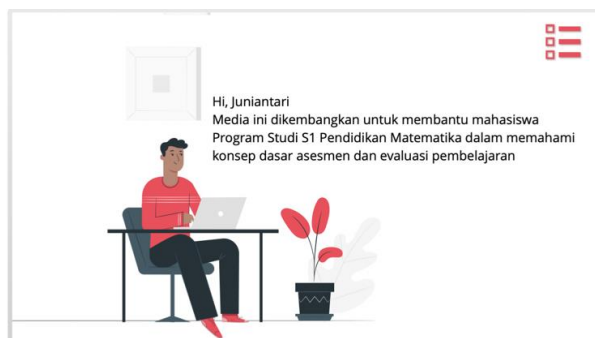 Hi, Juniantari
Media ini dikembangkan untuk membantu mahasiswa
Program Studi S1 Pendidikan Matematika dalam memahami
konsep dasar asesmen dan evaluasi pembelajaran